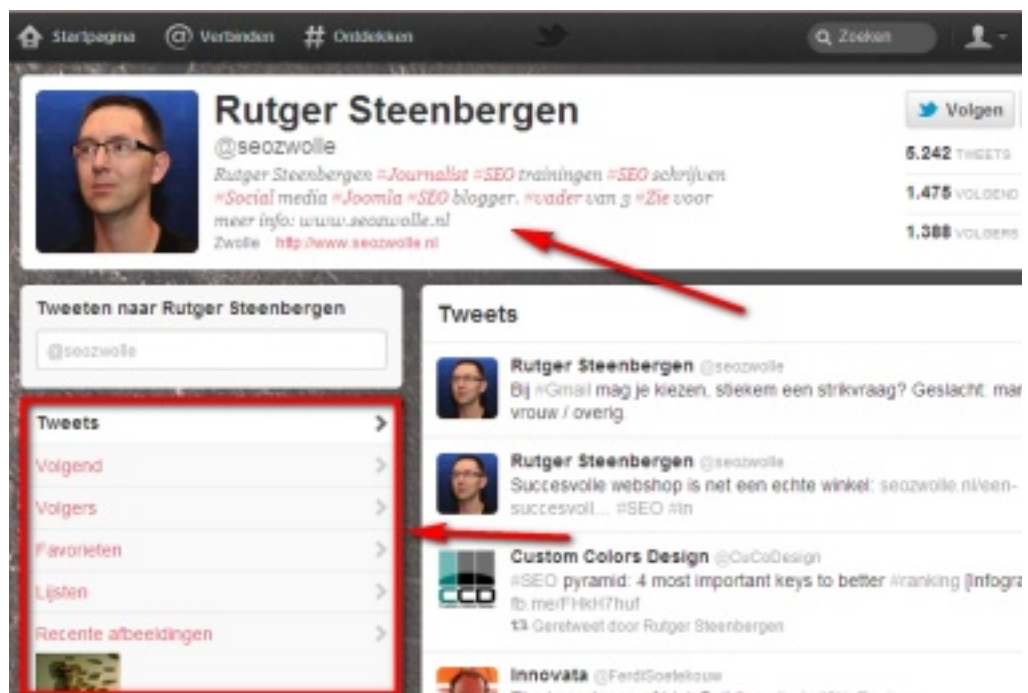 Startpagina @ Verbinden # Ontdekken Zoeken
Rutger Steenbergen
@seozwolle
Rutger Steenbergen #Journalist #SEO trainingen #SEO schrijven
#Social media #Joomla #SEO blogger. #vader van 3 #Zie voor
meer info: www.seozwolle.nl
Zwolle http://www.seozwolle.nl
Volgen
5.242 TWEETS
1.475 VOLGEND
1.388 VOLGERS
Tweeten naar Rutger Steenbergen
@seozwolle
Tweets
Volgend
Volgers
Favorieten
Lijsten
Recente afbeeldingen
Tweets
Rutger Steenbergen @seozwolle
Bij #Gmail mag je kiezen, stiekem een strikvraag? Geslacht: man
vrouw / overig.
Rutger Steenbergen @seozwolle
Succesvolle webshop is net een echte winkel: seozwolle.nl/een-
succesvoll... #SEO #in
CCD
Custom Colors Design @CuCoDesign
#SEO pyramid: 4 most important keys to better #ranking [Infogra
fb.me/FHkH7huf
Geretweet door Rutger Steenbergen
Innovata @FerdiSoetekouw